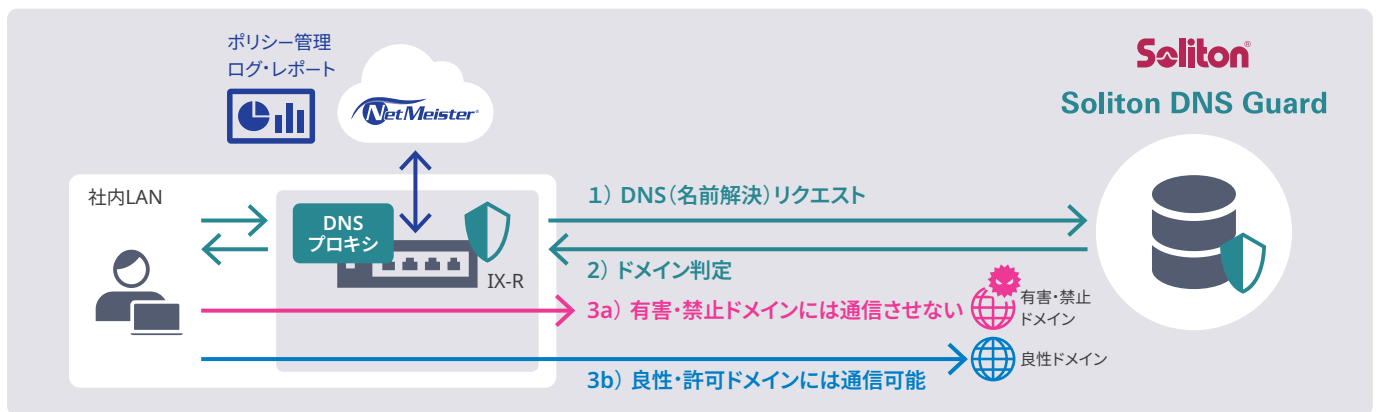 ポリシー管理
ログ・レポート
NetMeister®
Soliton®
Soliton DNS Guard
社内LAN
DNS
プロキシ
IX-R
1）DNS（名前解決）リクエスト
2）ドメイン判定
3a）有害・禁止ドメインには通信させない
有害・禁止
ドメイン
3b）良性・許可ドメインには通信可能
良性ドメイン